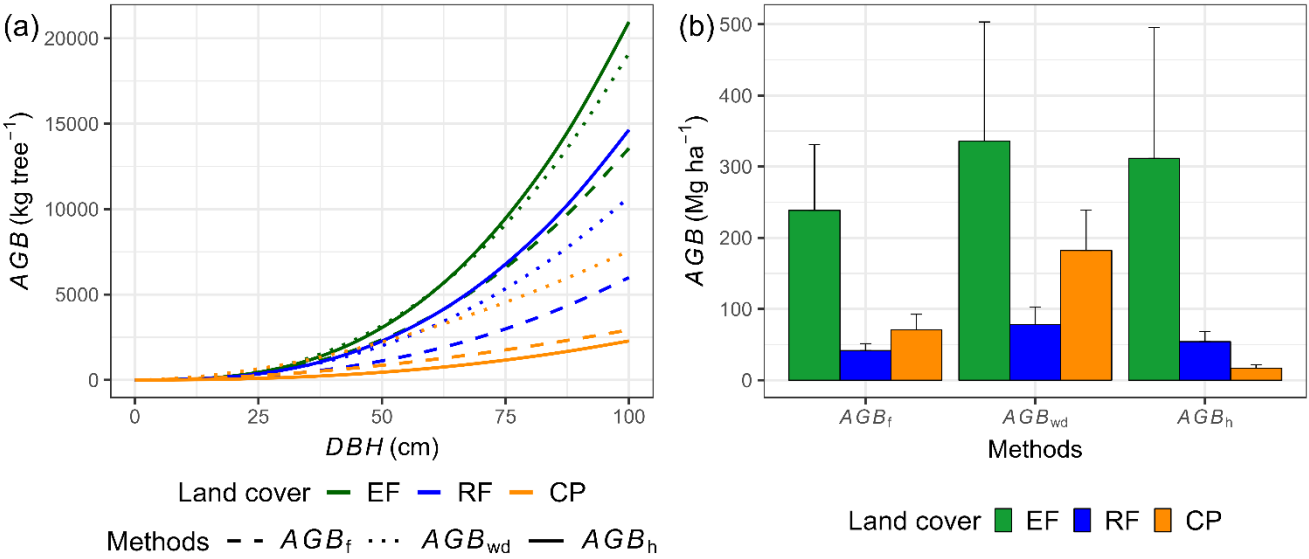 (a)
20000
15000
10000
5000
0
AGB (kg tree⁻¹)
0 25 50 75 100
DBH (cm)
Land cover EF RF CP
Methods AGBf AGBwd AGBh
(b)
500
400
300
200
100
0
AGB (Mg ha⁻¹)
AGBf AGBwd AGBh
Methods
Land cover EF RF CP